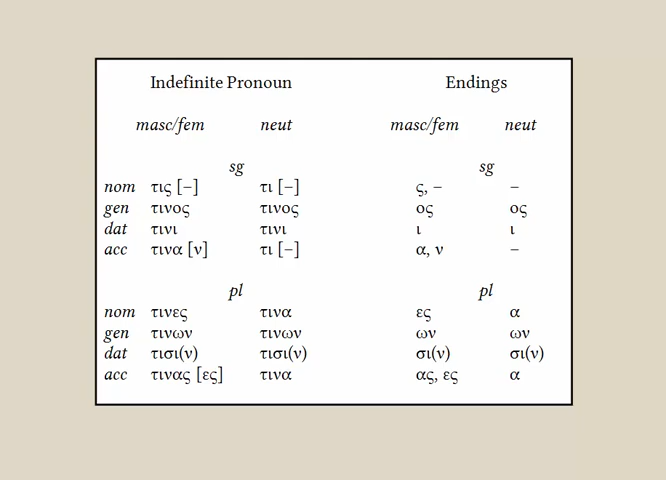 Indefinite Pronoun Endings
masc/fem neut masc/fem neut
sg sg
nom τις [–] τι [–] ς, – –
gen τινος τινος ος ος
dat τινι τινι ι ι
acc τινα [ν] τι [–] α, ν –
pl pl
nom τινες τινα ες α
gen τινων τινων ων ων
dat τισι(ν) τισι(ν) σι(ν) σι(ν)
acc τινας [ες] τινα ας, ες α